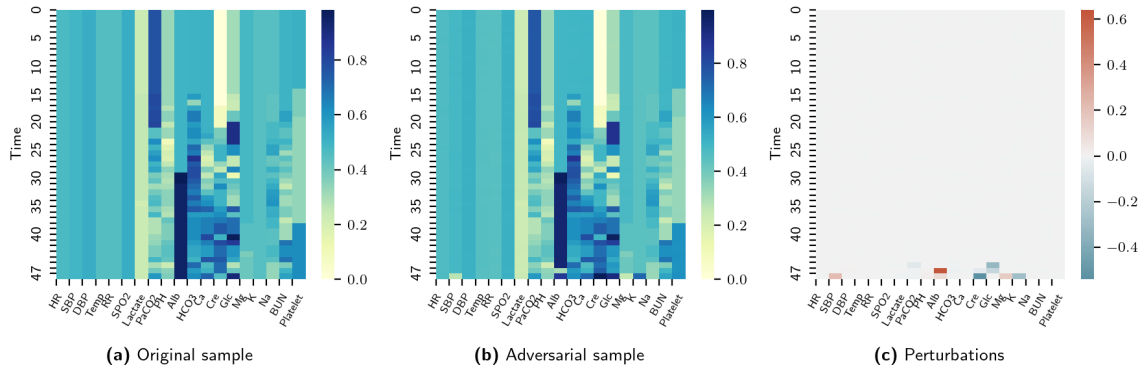 0
5
10
15
20
25
30
35
40
47
Time
HR
SBP
DBP
Temp
RR
SPO2
Lactate
PaCO2
PH
Alb
HCO3
Ca
Cre
Glc
Mg
K
Na
BUN
Platelet
0.8
0.6
0.4
0.2
0.0
(a) Original sample
0
5
10
15
20
25
30
35
40
47
Time
HR
SBP
DBP
Temp
RR
SPO2
Lactate
PaCO2
PH
Alb
HCO3
Ca
Cre
Glc
Mg
K
Na
BUN
Platelet
0.8
0.6
0.4
0.2
0.0
(b) Adversarial sample
0
5
10
15
20
25
30
35
40
47
Time
HR
SBP
DBP
Temp
RR
SPO2
Lactate
PaCO2
PH
Alb
HCO3
Ca
Cre
Glc
Mg
K
Na
BUN
Platelet
0.6
0.4
0.2
0.0
−0.2
−0.4
(c) Perturbations